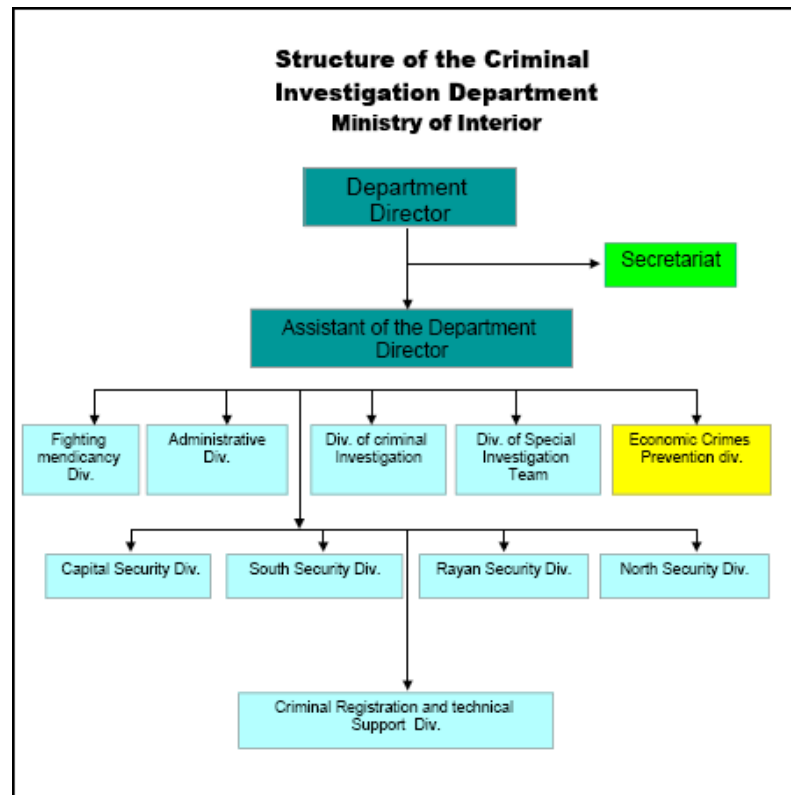 Structure of the Criminal
Investigation Department
Ministry of Interior
Department
Director
Secretariat
Assistant of the Department
Director
Fighting
mendicancy
Div.
Administrative
Div.
Div. of criminal
Investigation
Div. of Special
Investigation
Team
Economic Crimes
Prevention div.
Capital Security Div.
South Security Div.
Rayan Security Div.
North Security Div.
Criminal Registration and technical
Support Div.